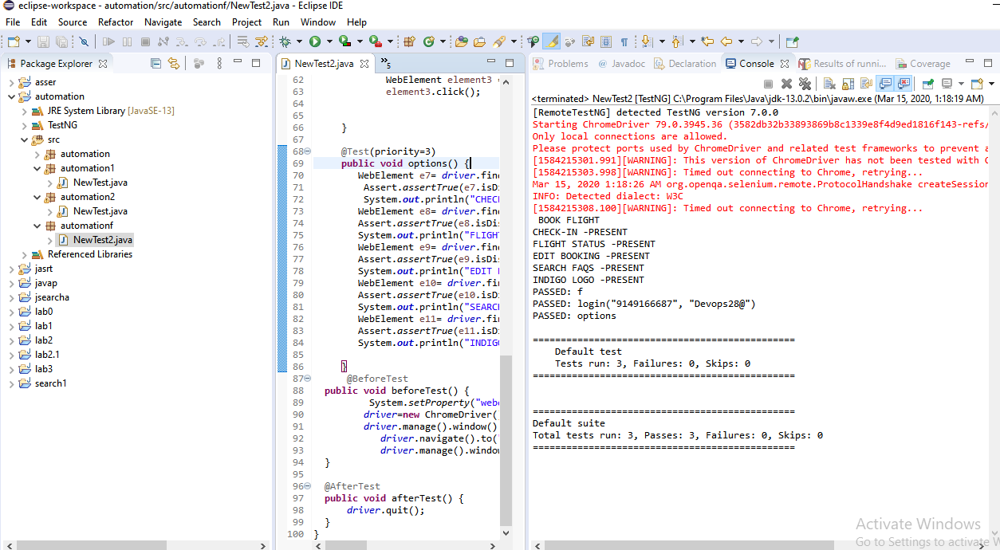 eclipse-workspace - automation/src/automationf/NewTest2.java - Eclipse IDE
File Edit Source Refactor Navigate Search Project Run Window Help
Package Explorer
asser
automation
JRE System Library [JavaSE-13]
TestNG
src
automation
automation1
NewTest.java
automation2
NewTest.java
automationf
NewTest2.java
Referenced Libraries
jasrt
javap
jsearcha
lab0
lab1
lab2
lab2.1
lab3
search1
NewTest2.java
»5
62 WebElement element3 =
63 element3.click();
64
65
66 }
67
68 @Test(priority=3)
69 public void options() {
70 WebElement e7= driver.fin
71 Assert.assertTrue(e7.isDi
72 System.out.println("CHEC
73 WebElement e8= driver.fin
74 Assert.assertTrue(e8.isDi
75 System.out.println("FLIGH
76 WebElement e9= driver.fin
77 Assert.assertTrue(e9.isDi
78 System.out.println("EDIT
79 WebElement e10= driver.fi
80 Assert.assertTrue(e10.isD
81 System.out.println("SEARC
82 WebElement e11= driver.fi
83 Assert.assertTrue(e11.isD
84 System.out.println("INDIG
85
86 }
87 @BeforeTest
88 public void beforeTest() {
89 System.setProperty("web
90 driver=new ChromeDriver(
91 driver.manage().window()
92 driver.navigate().to(
93 driver.manage().window
94 }
95
96 @AfterTest
97 public void afterTest() {
98 driver.quit();
99 }
100 }
Problems @ Javadoc Declaration Console Results of runni... Coverage
<terminated> NewTest2 [TestNG] C:\Program Files\Java\jdk-13.0.2\bin\javaw.exe (Mar 15, 2020, 1:18:19 AM)
[RemoteTestNG] detected TestNG version 7.0.0
Starting ChromeDriver 79.0.3945.36 (3582db32b33893869b8c1339e8f4d9ed1816f143-refs/
Only local connections are allowed.
Please protect ports used by ChromeDriver and related test frameworks to prevent a
[1584215301.991][WARNING]: This version of ChromeDriver has not been tested with C
[1584215303.998][WARNING]: Timed out connecting to Chrome, retrying...
Mar 15, 2020 1:18:26 AM org.openqa.selenium.remote.ProtocolHandshake createSession
INFO: Detected dialect: W3C
[1584215308.100][WARNING]: Timed out connecting to Chrome, retrying...
BOOK FLIGHT
CHECK-IN -PRESENT
FLIGHT STATUS -PRESENT
EDIT BOOKING -PRESENT
SEARCH FAQS -PRESENT
INDIGO LOGO -PRESENT
PASSED: f
PASSED: login("9149166687", "Devops28@")
PASSED: options
===============================================
Default test
Tests run: 3, Failures: 0, Skips: 0
===============================================
===============================================
Default suite
Total tests run: 3, Passes: 3, Failures: 0, Skips: 0
===============================================
Activate Windows
Go to Settings to activate W